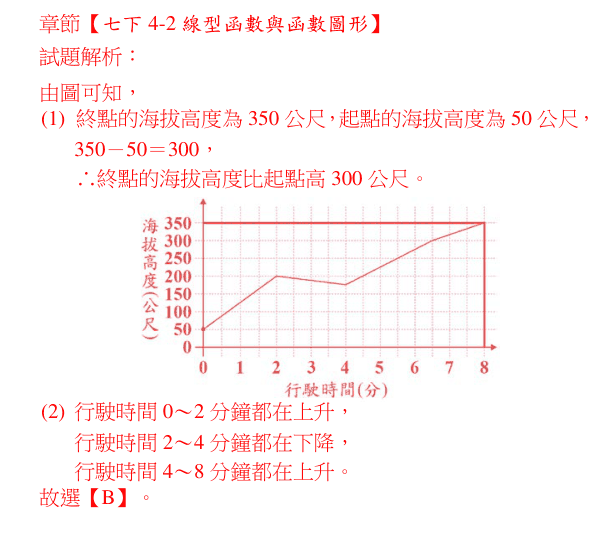 章節【七下 4-2 線型函數與函數圖形】
試題解析：
由圖可知，
(1) 終點的海拔高度為 350 公尺，起點的海拔高度為 50 公尺，
350－50＝300，
∴終點的海拔高度比起點高 300 公尺。
海拔高度(公尺)
350
300
250
200
150
100
50
0
0 1 2 3 4 5 6 7 8
行駛時間(分)
(2) 行駛時間 0～2 分鐘都在上升，
行駛時間 2～4 分鐘都在下降，
行駛時間 4～8 分鐘都在上升。
故選【B】。